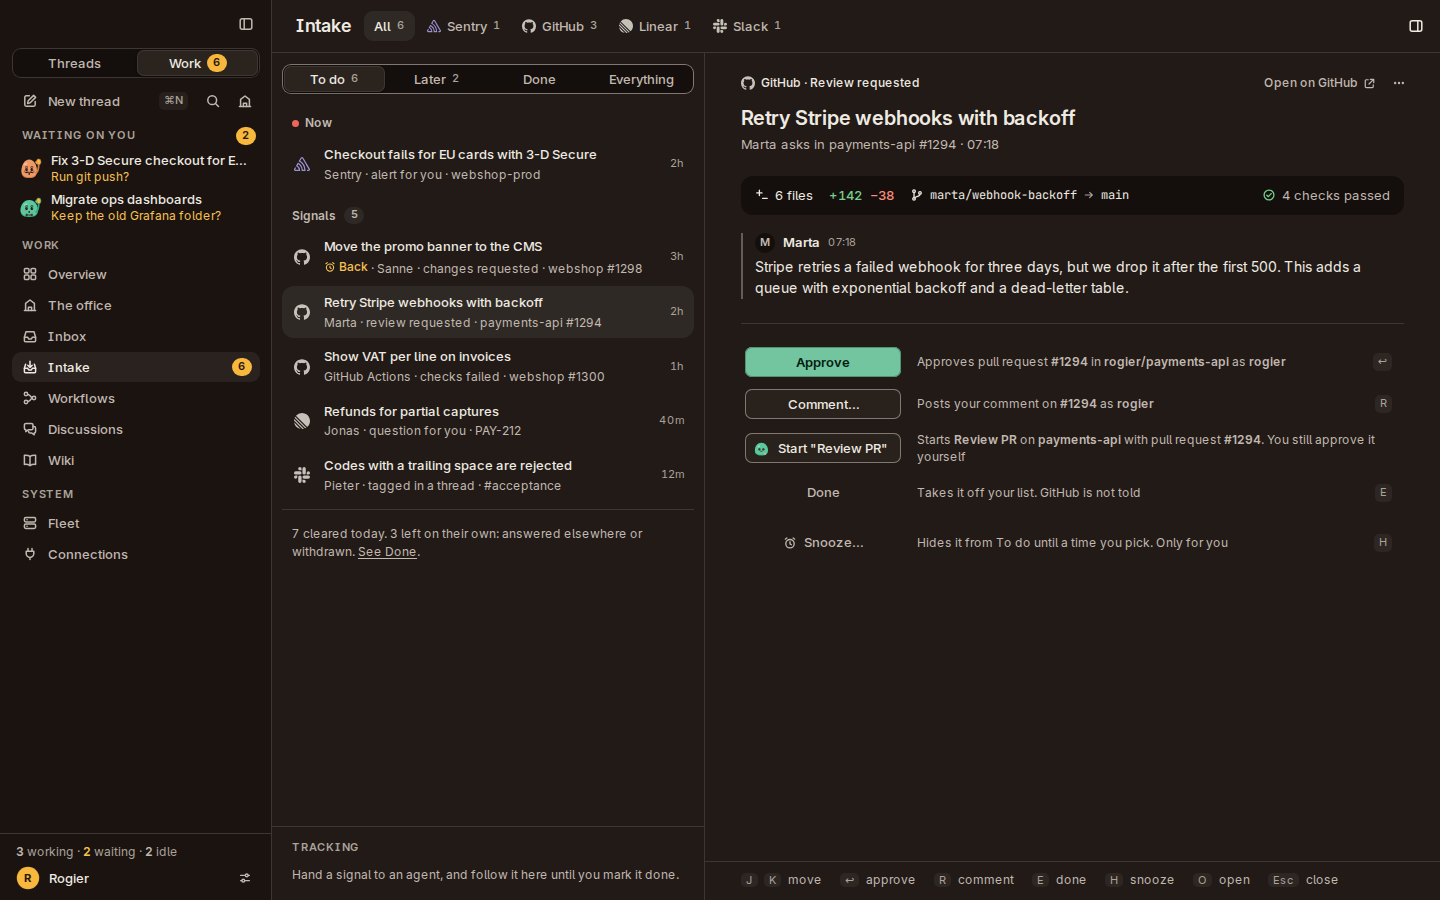 Threads
Work 6
New thread ⌘N
WAITING ON YOU 2
Fix 3-D Secure checkout for E...
Run git push?
Migrate ops dashboards
Keep the old Grafana folder?
WORK
Overview
The office
Inbox
Intake 6
Workflows
Discussions
Wiki
SYSTEM
Fleet
Connections
3 working · 2 waiting · 2 idle
R Rogier
Intake All 6 Sentry 1 GitHub 3 Linear 1 Slack 1
To do 6 Later 2 Done Everything
Now
Checkout fails for EU cards with 3-D Secure 2h
Sentry · alert for you · webshop-prod
Signals 5
Move the promo banner to the CMS 3h
Back · Sanne · changes requested · webshop #1298
Retry Stripe webhooks with backoff 2h
Marta · review requested · payments-api #1294
Show VAT per line on invoices 1h
GitHub Actions · checks failed · webshop #1300
Refunds for partial captures 40m
Jonas · question for you · PAY-212
Codes with a trailing space are rejected 12m
Pieter · tagged in a thread · #acceptance
7 cleared today. 3 left on their own: answered elsewhere or
withdrawn. See Done.
TRACKING
Hand a signal to an agent, and follow it here until you mark it done.
GitHub · Review requested Open on GitHub
Retry Stripe webhooks with backoff
Marta asks in payments-api #1294 · 07:18
6 files +142 −38 marta/webhook-backoff → main 4 checks passed
M Marta 07:18
Stripe retries a failed webhook for three days, but we drop it after the first 500. This adds a
queue with exponential backoff and a dead-letter table.
Approve Approves pull request #1294 in rogier/payments-api as rogier ↩
Comment... Posts your comment on #1294 as rogier R
Start "Review PR" Starts Review PR on payments-api with pull request #1294. You still approve it
yourself
Done Takes it off your list. GitHub is not told E
Snooze... Hides it from To do until a time you pick. Only for you H
J K move ↩ approve R comment E done H snooze O open Esc close